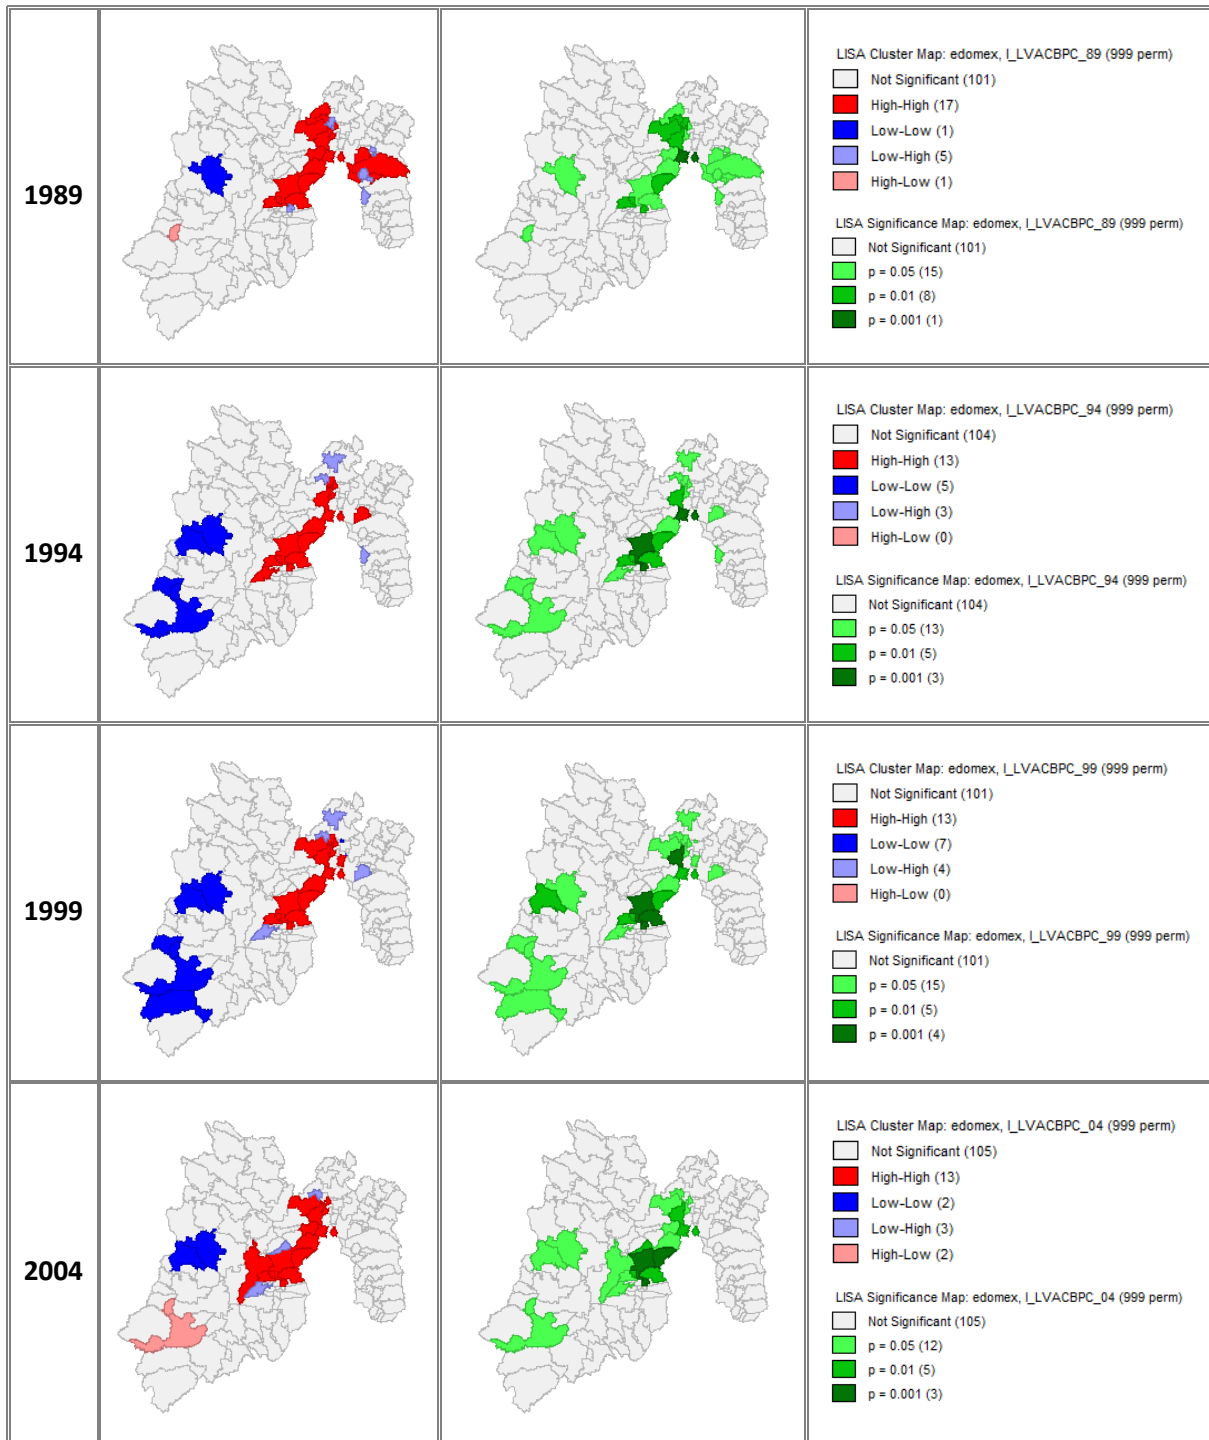 1989
LISA Cluster Map: edomex, I_LVACBPC_89 (999 perm)
Not Significant (101)
High-High (17)
Low-Low (1)
Low-High (5)
High-Low (1)
LISA Significance Map: edomex, I_LVACBPC_89 (999 perm)
Not Significant (101)
p = 0.05 (15)
p = 0.01 (8)
p = 0.001 (1)
1994
LISA Cluster Map: edomex, I_LVACBPC_94 (999 perm)
Not Significant (104)
High-High (13)
Low-Low (5)
Low-High (3)
High-Low (0)
LISA Significance Map: edomex, I_LVACBPC_94 (999 perm)
Not Significant (104)
p = 0.05 (13)
p = 0.01 (5)
p = 0.001 (3)
1999
LISA Cluster Map: edomex, I_LVACBPC_99 (999 perm)
Not Significant (101)
High-High (13)
Low-Low (7)
Low-High (4)
High-Low (0)
LISA Significance Map: edomex, I_LVACBPC_99 (999 perm)
Not Significant (101)
p = 0.05 (15)
p = 0.01 (5)
p = 0.001 (4)
2004
LISA Cluster Map: edomex, I_LVACBPC_04 (999 perm)
Not Significant (105)
High-High (13)
Low-Low (2)
Low-High (3)
High-Low (2)
LISA Significance Map: edomex, I_LVACBPC_04 (999 perm)
Not Significant (105)
p = 0.05 (12)
p = 0.01 (5)
p = 0.001 (3)